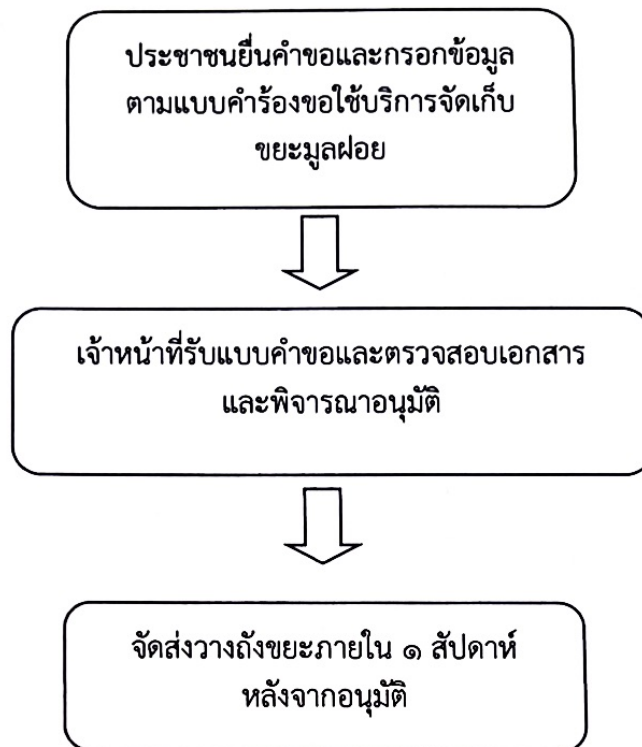 ประชาชนยื่นคำขอและกรอกข้อมูล
ตามแบบคำร้องขอใช้บริการจัดเก็บ
ขยะมูลฝอย
เจ้าหน้าที่รับแบบคำขอและตรวจสอบเอกสาร
และพิจารณาอนุมัติ
จัดส่งวางถังขยะภายใน ๑ สัปดาห์
หลังจากอนุมัติ